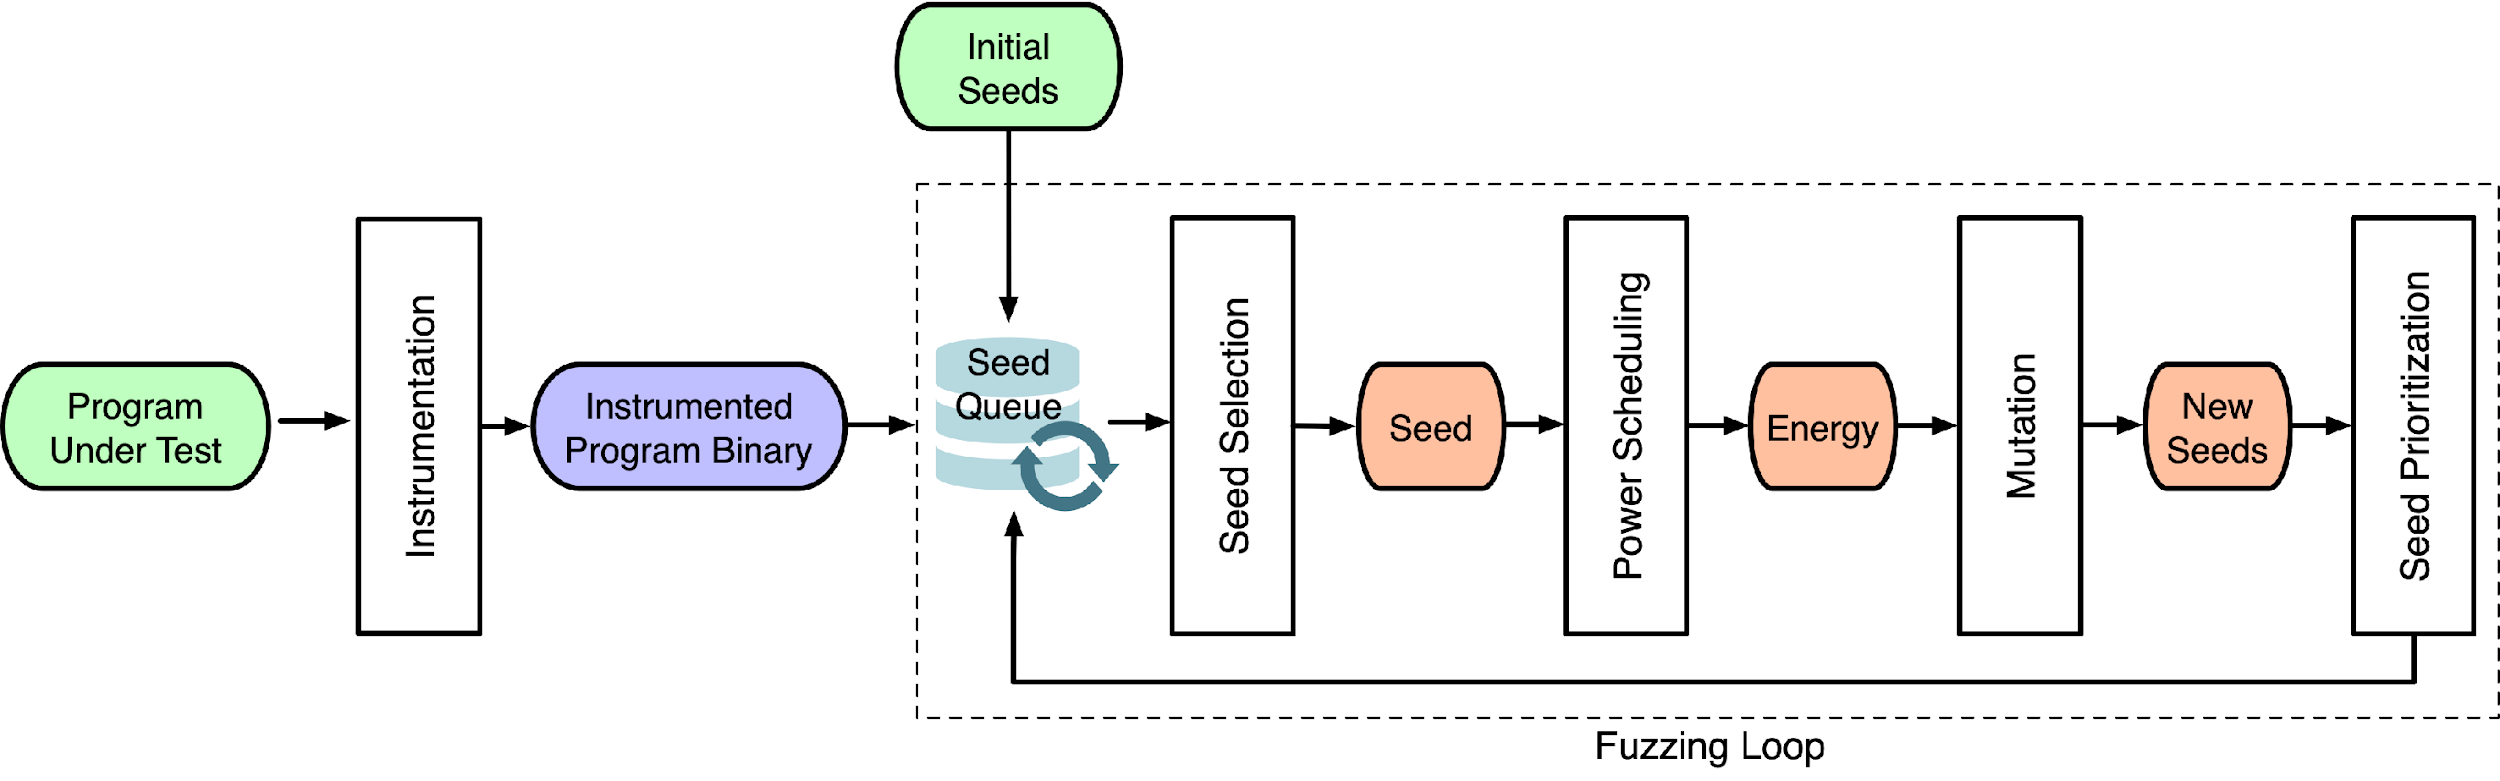 Initial
Seeds
Program
Under Test
Instrumentation
Instrumented
Program Binary
Seed
Queue
Seed Selection
Seed
Power Scheduling
Energy
Mutation
New
Seeds
Seed Prioritization
Fuzzing Loop